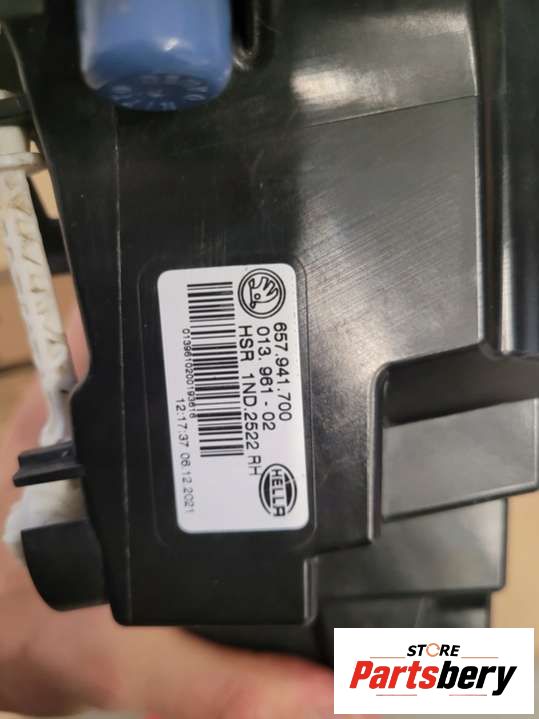 657.941.700
013. 961 - 02
HSR 1ND.2522 RH
0139610200193616
12:17:37 06.12.2021
HELLA
STORE
Partsbery